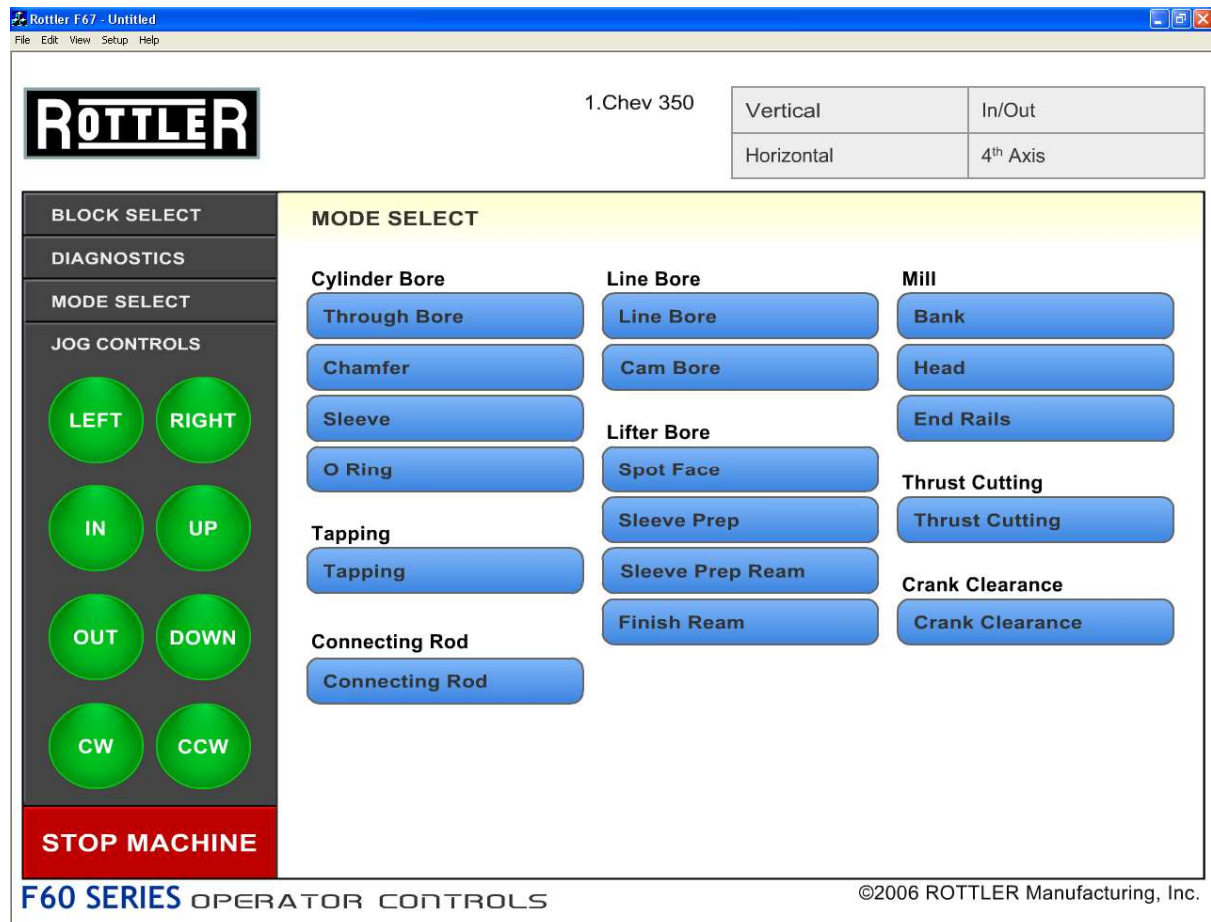 Rottler F67 - Untitled
File Edit View Setup Help
ROTTLER
1.Chev 350
Vertical
In/Out
Horizontal
4th Axis
BLOCK SELECT
DIAGNOSTICS
MODE SELECT
JOG CONTROLS
LEFT
RIGHT
IN
UP
OUT
DOWN
CW
CCW
STOP MACHINE
MODE SELECT
Cylinder Bore
Through Bore
Chamfer
Sleeve
O Ring
Tapping
Tapping
Connecting Rod
Connecting Rod
Line Bore
Line Bore
Cam Bore
Lifter Bore
Spot Face
Sleeve Prep
Sleeve Prep Ream
Finish Ream
Mill
Bank
Head
End Rails
Thrust Cutting
Thrust Cutting
Crank Clearance
Crank Clearance
F60 SERIES OPERATOR CONTROLS
©2006 ROTTLER Manufacturing, Inc.